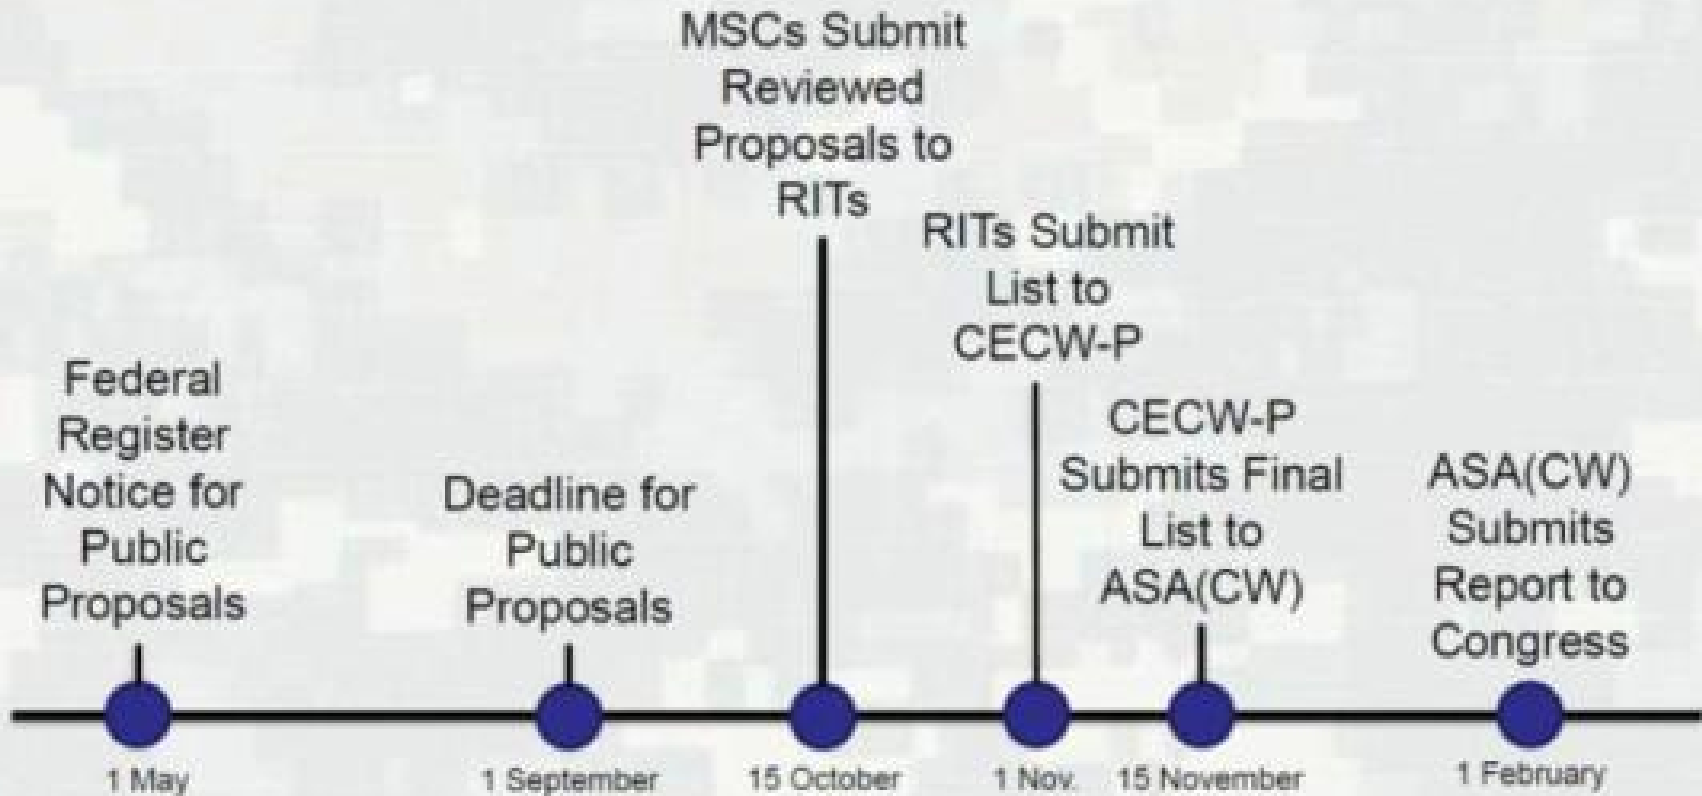 Federal
Register
Notice for
Public
Proposals
1 May
Deadline for
Public
Proposals
1 September
MSCs Submit
Reviewed
Proposals to
RITs
15 October
RITs Submit
List to
CECW-P
1 Nov.
CECW-P
Submits Final
List to
ASA(CW)
15 November
ASA(CW)
Submits
Report to
Congress
1 February